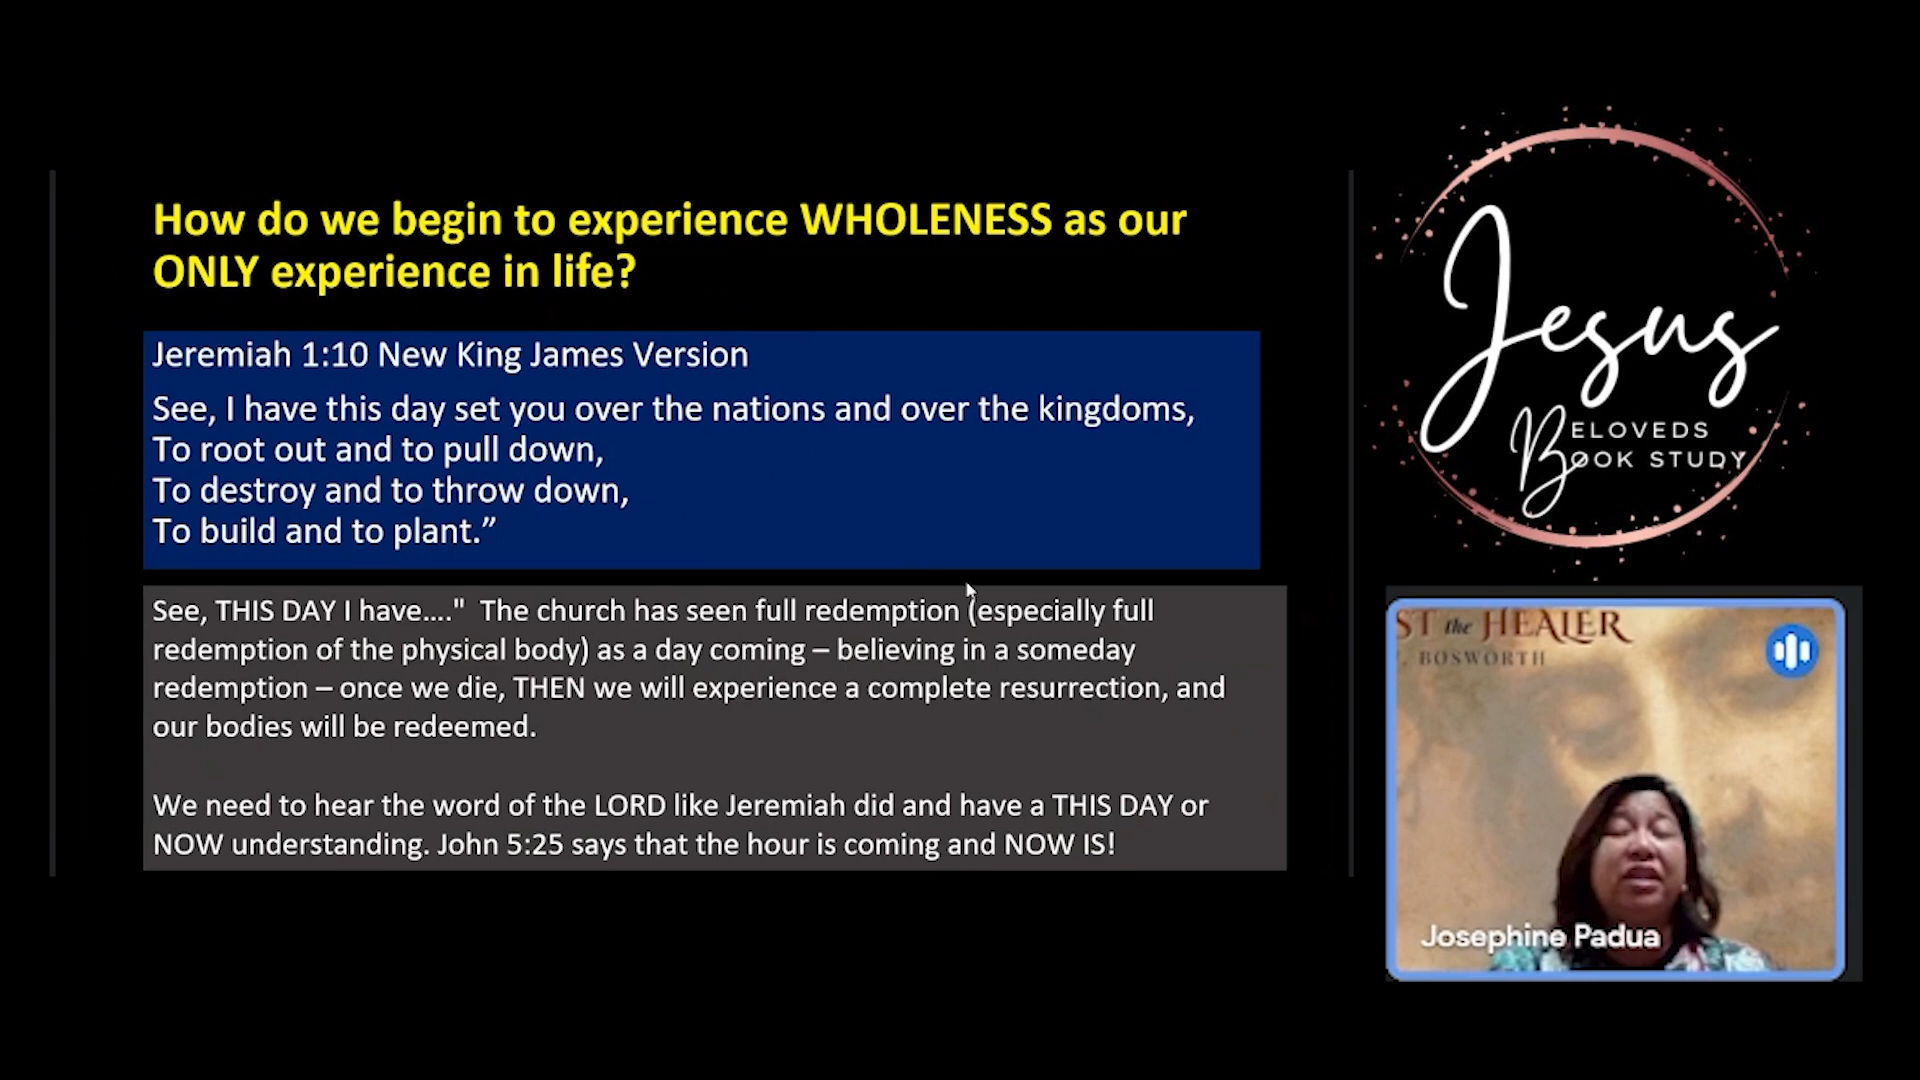 How do we begin to experience WHOLENESS as our
ONLY experience in life?
Jeremiah 1:10 New King James Version
See, I have this day set you over the nations and over the kingdoms,
To root out and to pull down,
To destroy and to throw down,
To build and to plant.”
See, THIS DAY I have...." The church has seen full redemption (especially full
redemption of the physical body) as a day coming – believing in a someday
redemption – once we die, THEN we will experience a complete resurrection, and
our bodies will be redeemed.
We need to hear the word of the LORD like Jeremiah did and have a THIS DAY or
NOW understanding. John 5:25 says that the hour is coming and NOW IS!
Jesus
BELOVEDS
BOOK STUDY
ST the HEALER
BOSWORTH
Josephine Padua